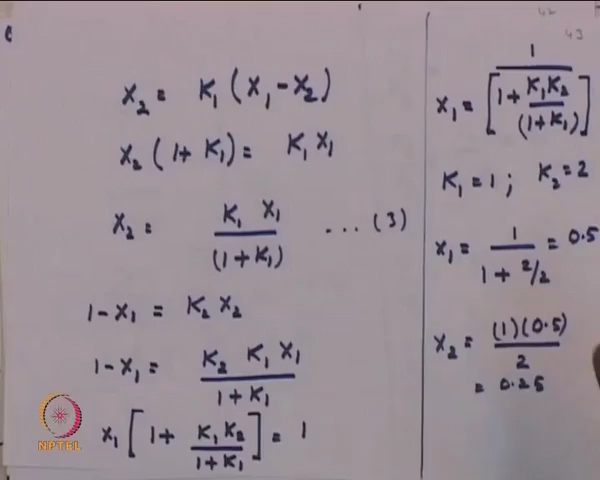 X₂ = K₁ (X₁ - X₂)
X₂ (1 + K₁) = K₁ X₁
X₂ = K₁ X₁ / (1 + K₁) ... (3)
1 - X₁ = K₂ X₂
1 - X₁ = K₂ K₁ X₁ / 1 + K₁
X₁ [1 + K₁ K₂ / 1 + K₁] = 1
NPTEL
42
43
X₁ = 1 / [1 + K₁ K₂ / (1 + K₁)]
K₁ = 1 ; K₂ = 2
X₁ = 1 / 1 + 2/2 = 0.5
X₂ = (1)(0.5) / 2
= 0.25